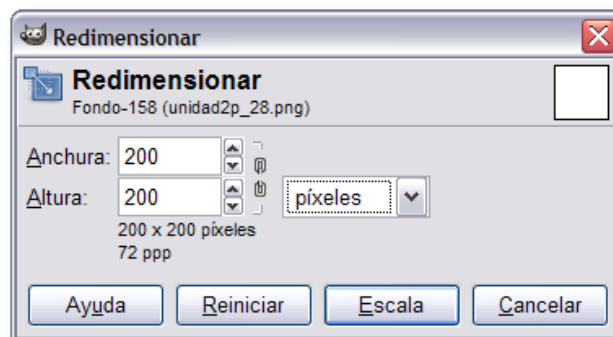 Redimensionar
Redimensionar
Fondo-158 (unidad2p_28.png)
Anchura: 200
Altura: 200 píxeles
200 x 200 píxeles
72 ppp
Ayuda Reiniciar Escala Cancelar